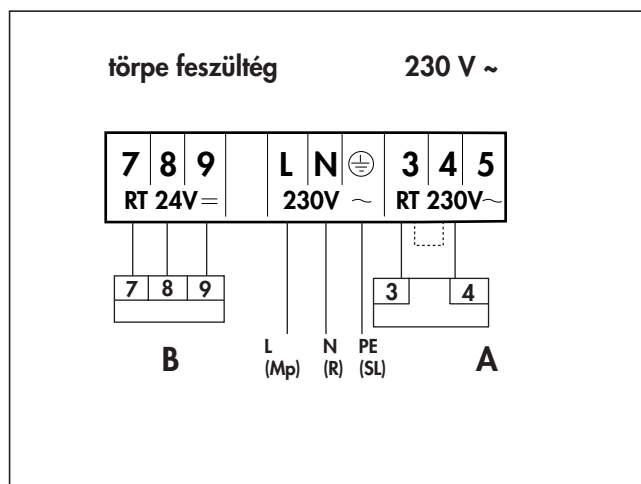 törpe feszültég 230 V ~
7 8 9 L N 3 4 5
RT 24V = 230V ~ RT 230V~
7 8 9 3 4
L N PE
(Mp) (R) (SL)
B A